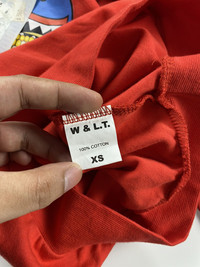 W & L.T.
100% COTTON
XS